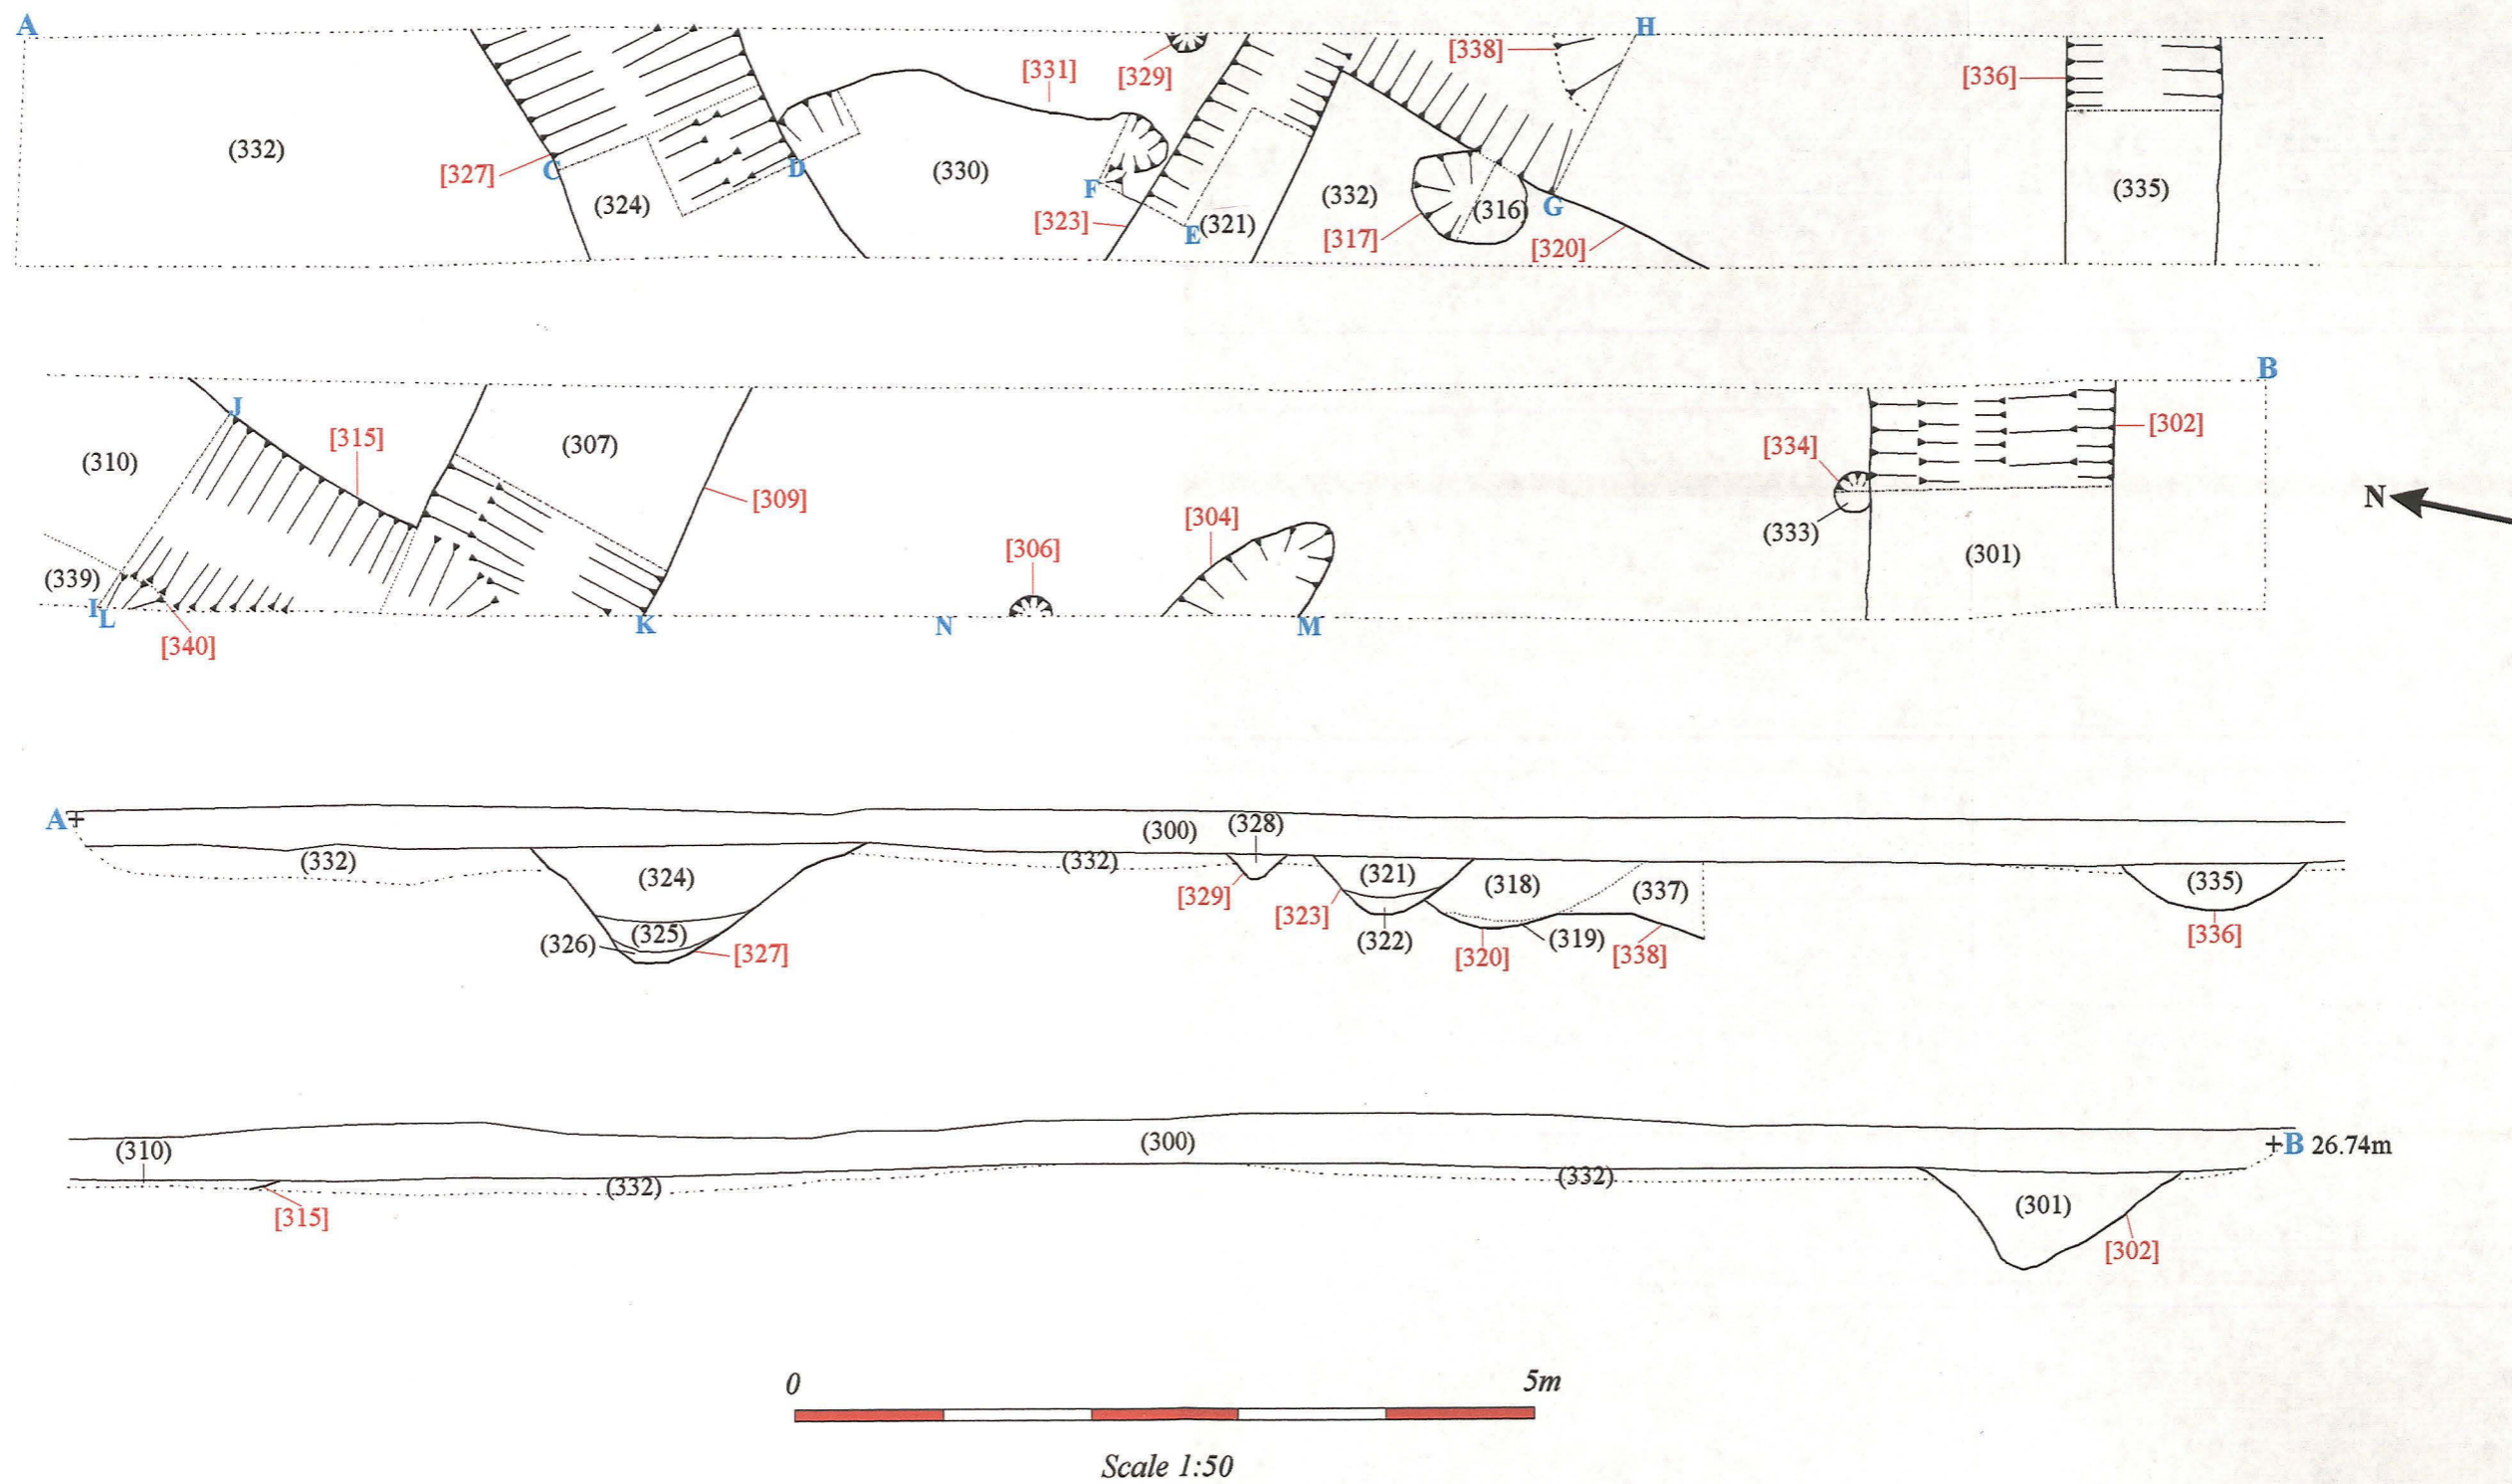 A
H
[338]
[329]
[331]
[336]
(332)
[327]
C
(324)
D
(330)
F
[323]
E
(321)
(332)
[317]
(316)
G
[320]
(335)
B
J
[315]
(310)
(307)
[309]
[302]
[334]
(333)
(301)
N
[304]
[306]
(339)
I
L
[340]
K
N
M
A
(300)
(328)
(332)
(324)
(332)
[329]
(321)
[323]
(318)
(337)
(335)
(326)
(325)
[327]
(322)
[320]
(319)
[338]
[336]
(310)
(300)
B 26.74m
(332)
(332)
[315]
(301)
[302]
0 5m
Scale 1:50